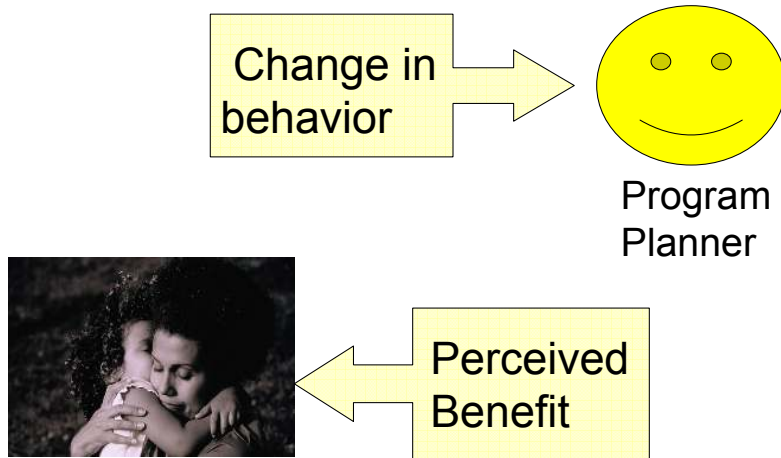 Change in
behavior
Program
Planner
Perceived
Benefit